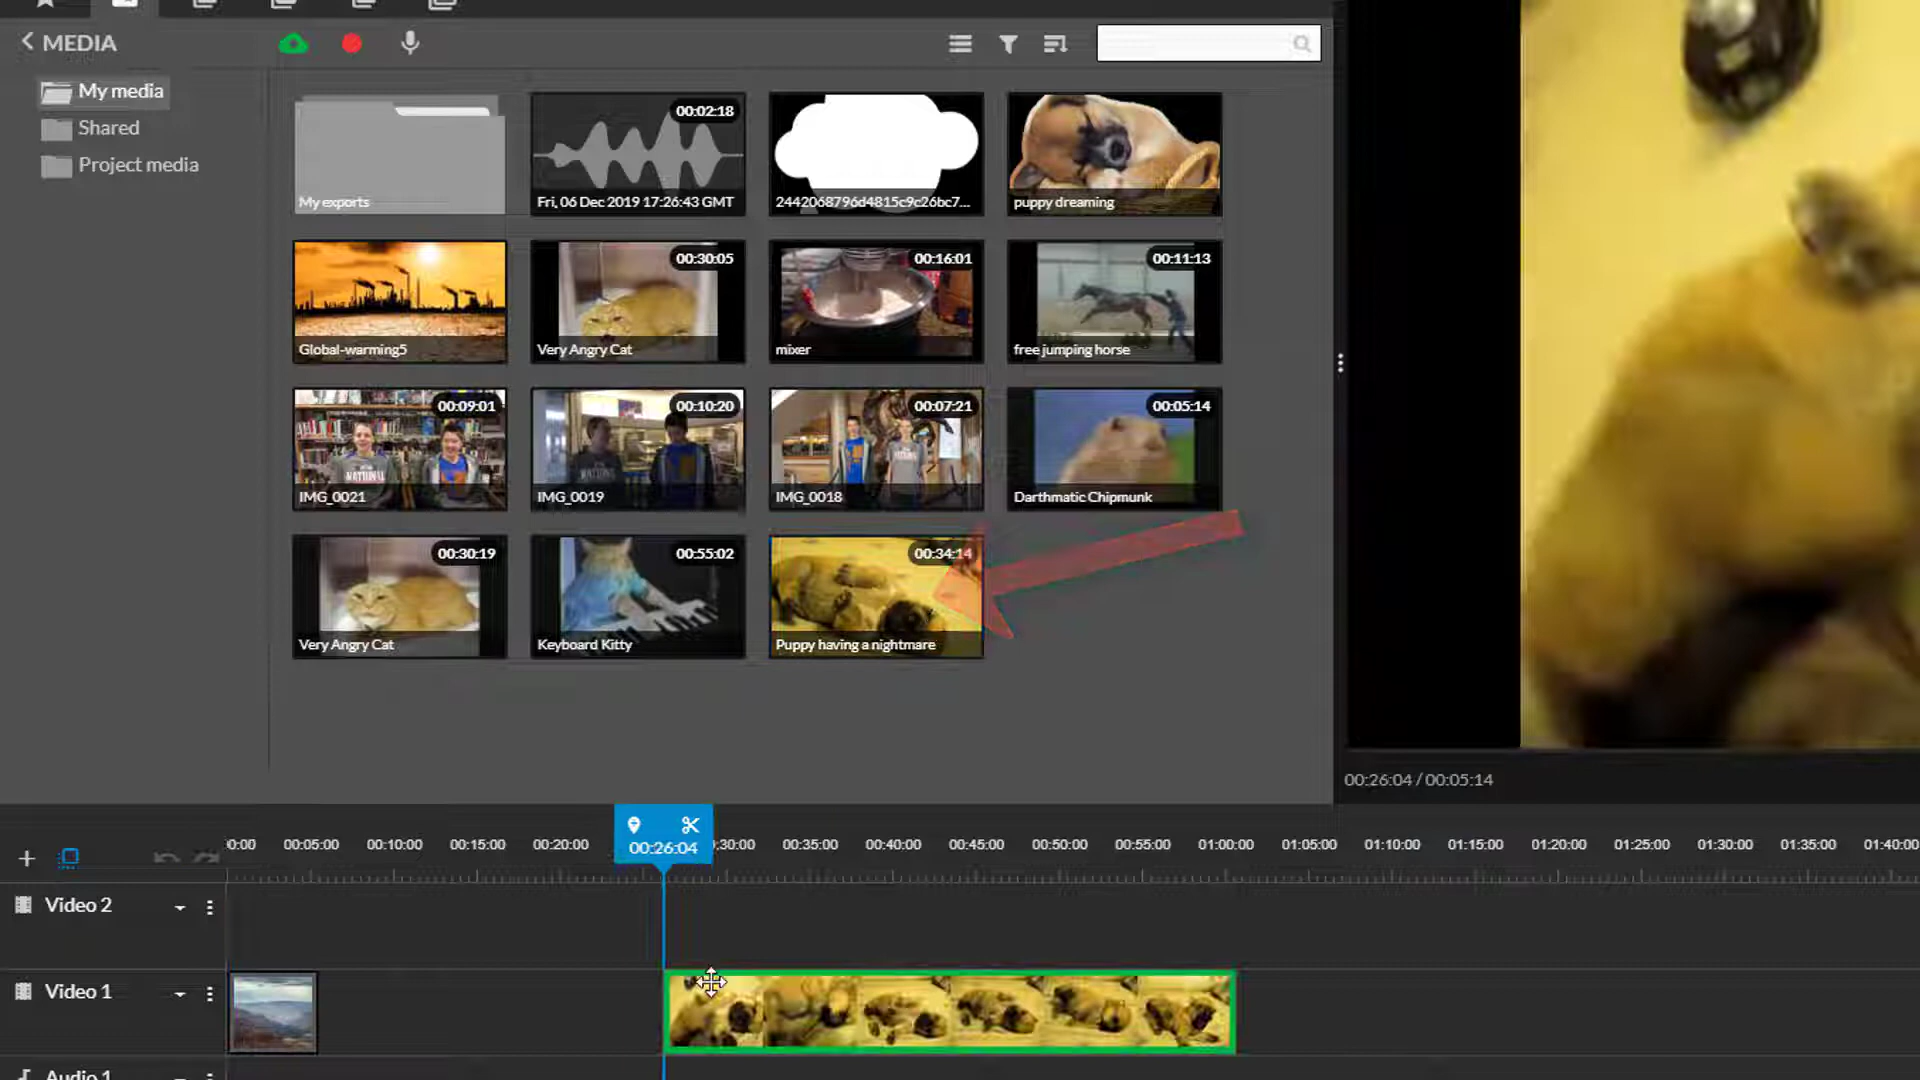 MEDIA
My media
Shared
Project media
My exports
00:02:18
Fri, 06 Dec 2019 17:26:43 GMT
2442068796d4815c9c26bc7...
puppy dreaming
Global-warming5
00:30:05
Very Angry Cat
00:16:01
mixer
00:11:13
free jumping horse
00:09:01
NATIONAL
IMG_0021
00:10:20
IMG_0019
00:07:21
IMG_0018
00:05:14
Darthmatic Chipmunk
00:30:19
Very Angry Cat
00:55:02
Keyboard Kitty
00:34:14
Puppy having a nightmare
00:26:04 / 00:05:14
0:00 00:05:00 00:10:00 00:15:00 00:20:00 00:26:04 :30:00 00:35:00 00:40:00 00:45:00 00:50:00 00:55:00 01:00:00 01:05:00 01:10:00 01:15:00 01:20:00 01:25:00 01:30:00 01:35:00 01:40:00
Video 2
Video 1
Audio 1